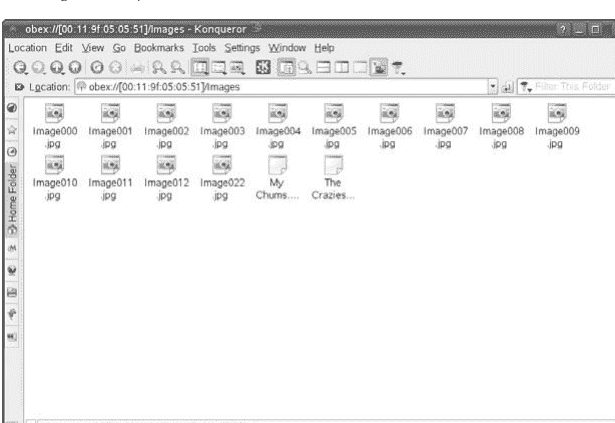 obex://[00:11:9f:05:05:51]/Images - Konqueror
Location Edit View Go Bookmarks Tools Settings Window Help
Location: obex://[00:11:9f:05:05:51]/Images Filter This Folder
Image000 Image001 Image002 Image003 Image004 Image005 Image006 Image007 Image008 Image009
.jpg .jpg .jpg .jpg .jpg .jpg .jpg .jpg .jpg .jpg
Image010 Image011 Image012 Image022 My The
.jpg .jpg .jpg .jpg Chums.... Crazies...
Home Folder